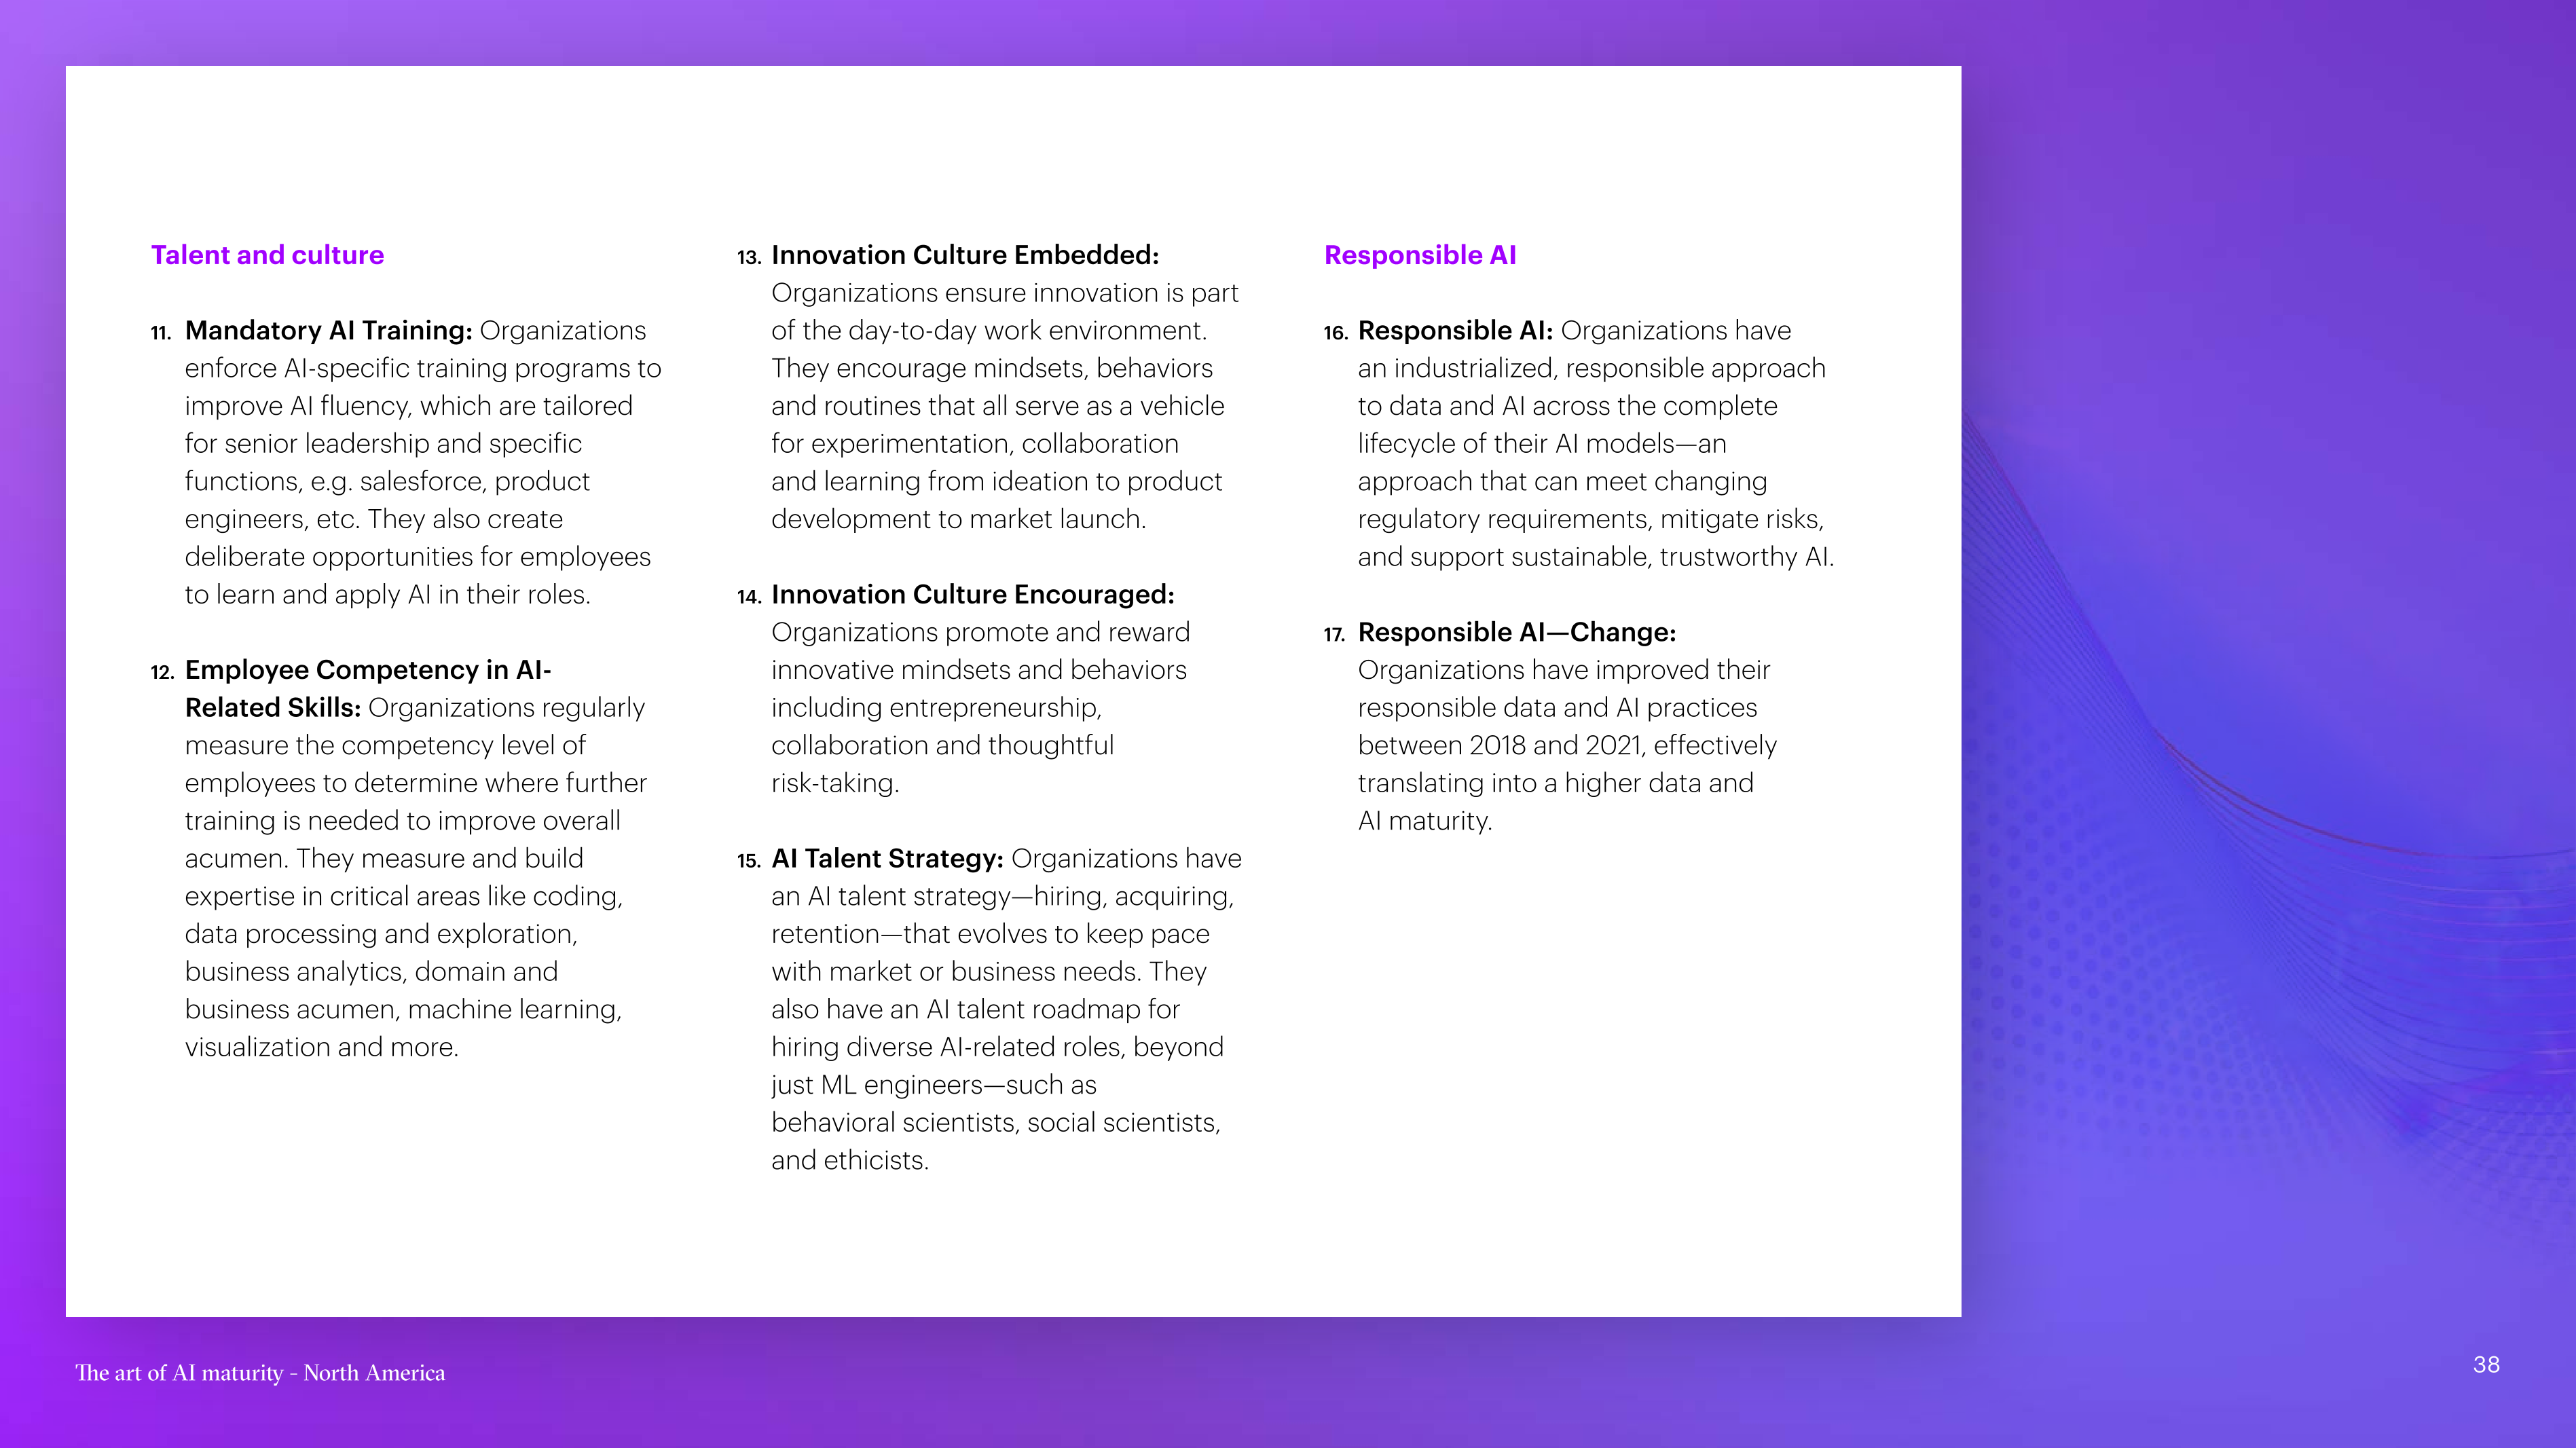 Talent and culture
11. Mandatory AI Training: Organizations
enforce AI-specific training programs to
improve AI fluency, which are tailored
for senior leadership and specific
functions, e.g. salesforce, product
engineers, etc. They also create
deliberate opportunities for employees
to learn and apply AI in their roles.
12. Employee Competency in AI-
Related Skills: Organizations regularly
measure the competency level of
employees to determine where further
training is needed to improve overall
acumen. They measure and build
expertise in critical areas like coding,
data processing and exploration,
business analytics, domain and
business acumen, machine learning,
visualization and more.
13. Innovation Culture Embedded:
Organizations ensure innovation is part
of the day-to-day work environment.
They encourage mindsets, behaviors
and routines that all serve as a vehicle
for experimentation, collaboration
and learning from ideation to product
development to market launch.
14. Innovation Culture Encouraged:
Organizations promote and reward
innovative mindsets and behaviors
including entrepreneurship,
collaboration and thoughtful
risk-taking.
15. AI Talent Strategy: Organizations have
an AI talent strategy—hiring, acquiring,
retention—that evolves to keep pace
with market or business needs. They
also have an AI talent roadmap for
hiring diverse AI-related roles, beyond
just ML engineers—such as
behavioral scientists, social scientists,
and ethicists.
Responsible AI
16. Responsible AI: Organizations have
an industrialized, responsible approach
to data and AI across the complete
lifecycle of their AI models—an
approach that can meet changing
regulatory requirements, mitigate risks,
and support sustainable, trustworthy AI.
17. Responsible AI—Change:
Organizations have improved their
responsible data and AI practices
between 2018 and 2021, effectively
translating into a higher data and
AI maturity.
The art of AI maturity - North America
38